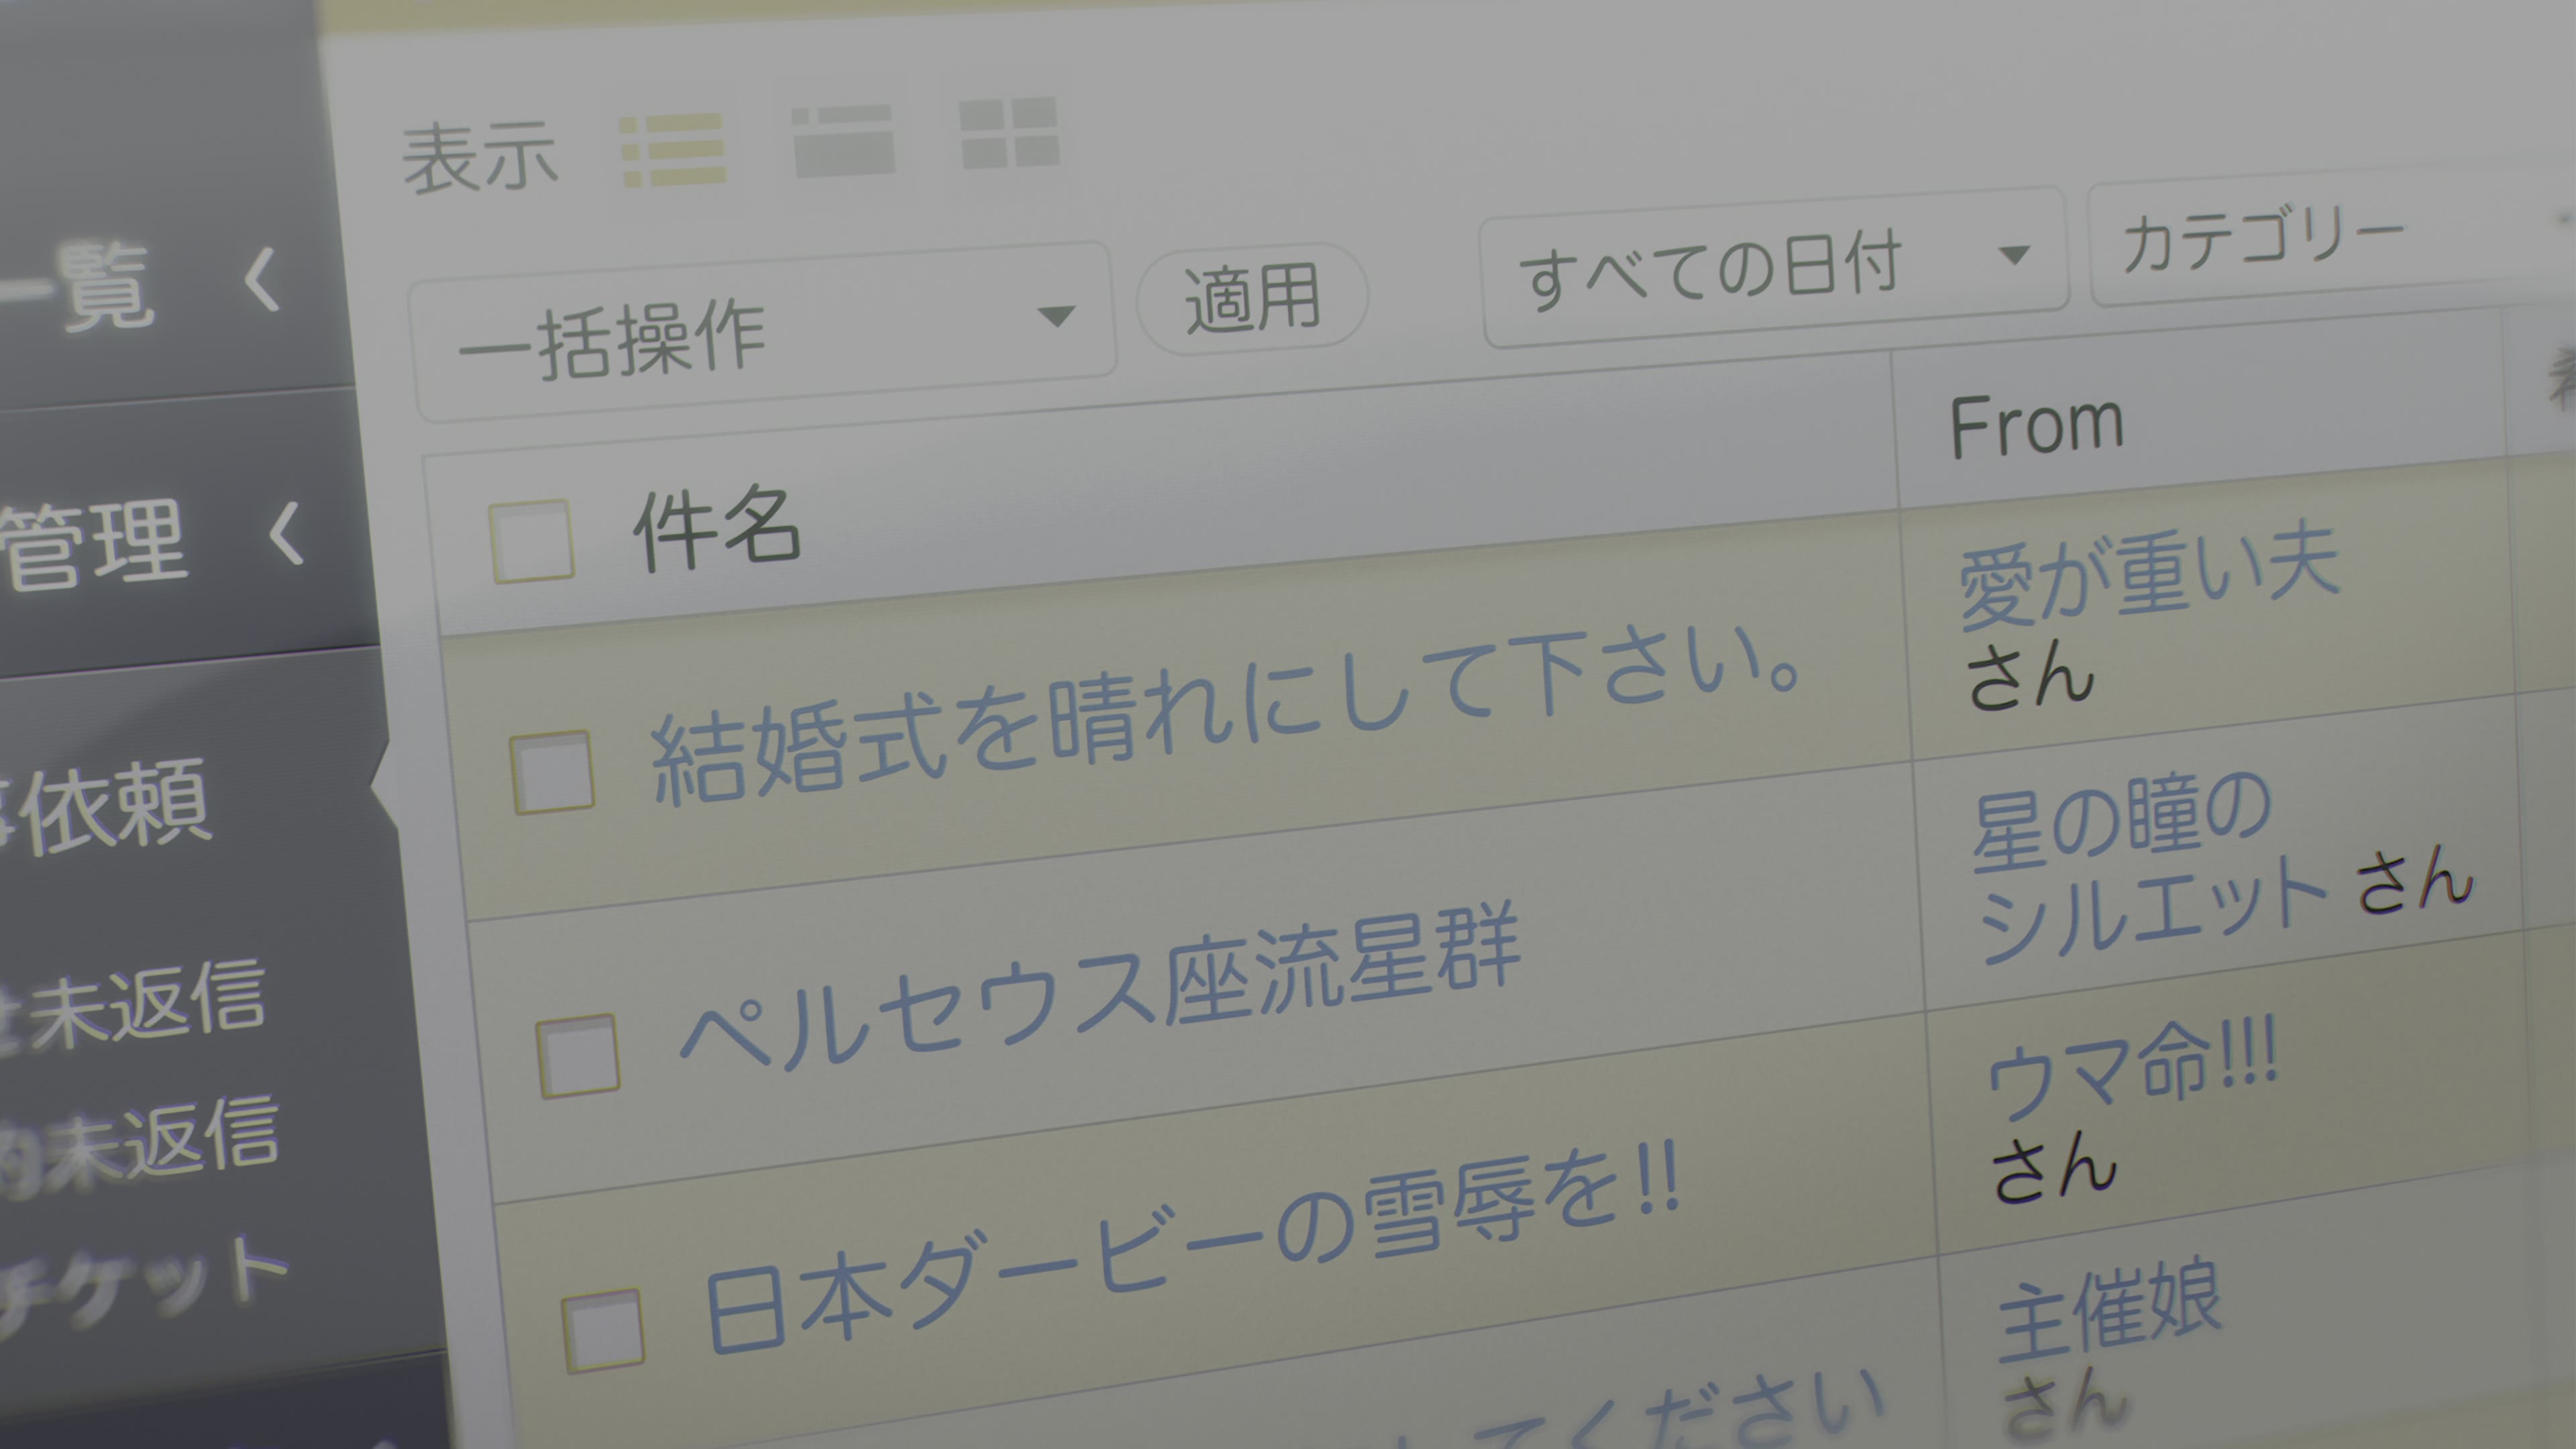 表示
一括操作
適用
すべての日付
カテゴリー
件名
From
結婚式を晴れにして下さい。
愛が重い夫
さん
ペルセウス座流星群
星の瞳の
シルエット さん
日本ダービーの雪辱を!!
ウマ命!!!
さん
してください
主催娘
さん
一覧
管理
依頼
未返信
未返信
チケット